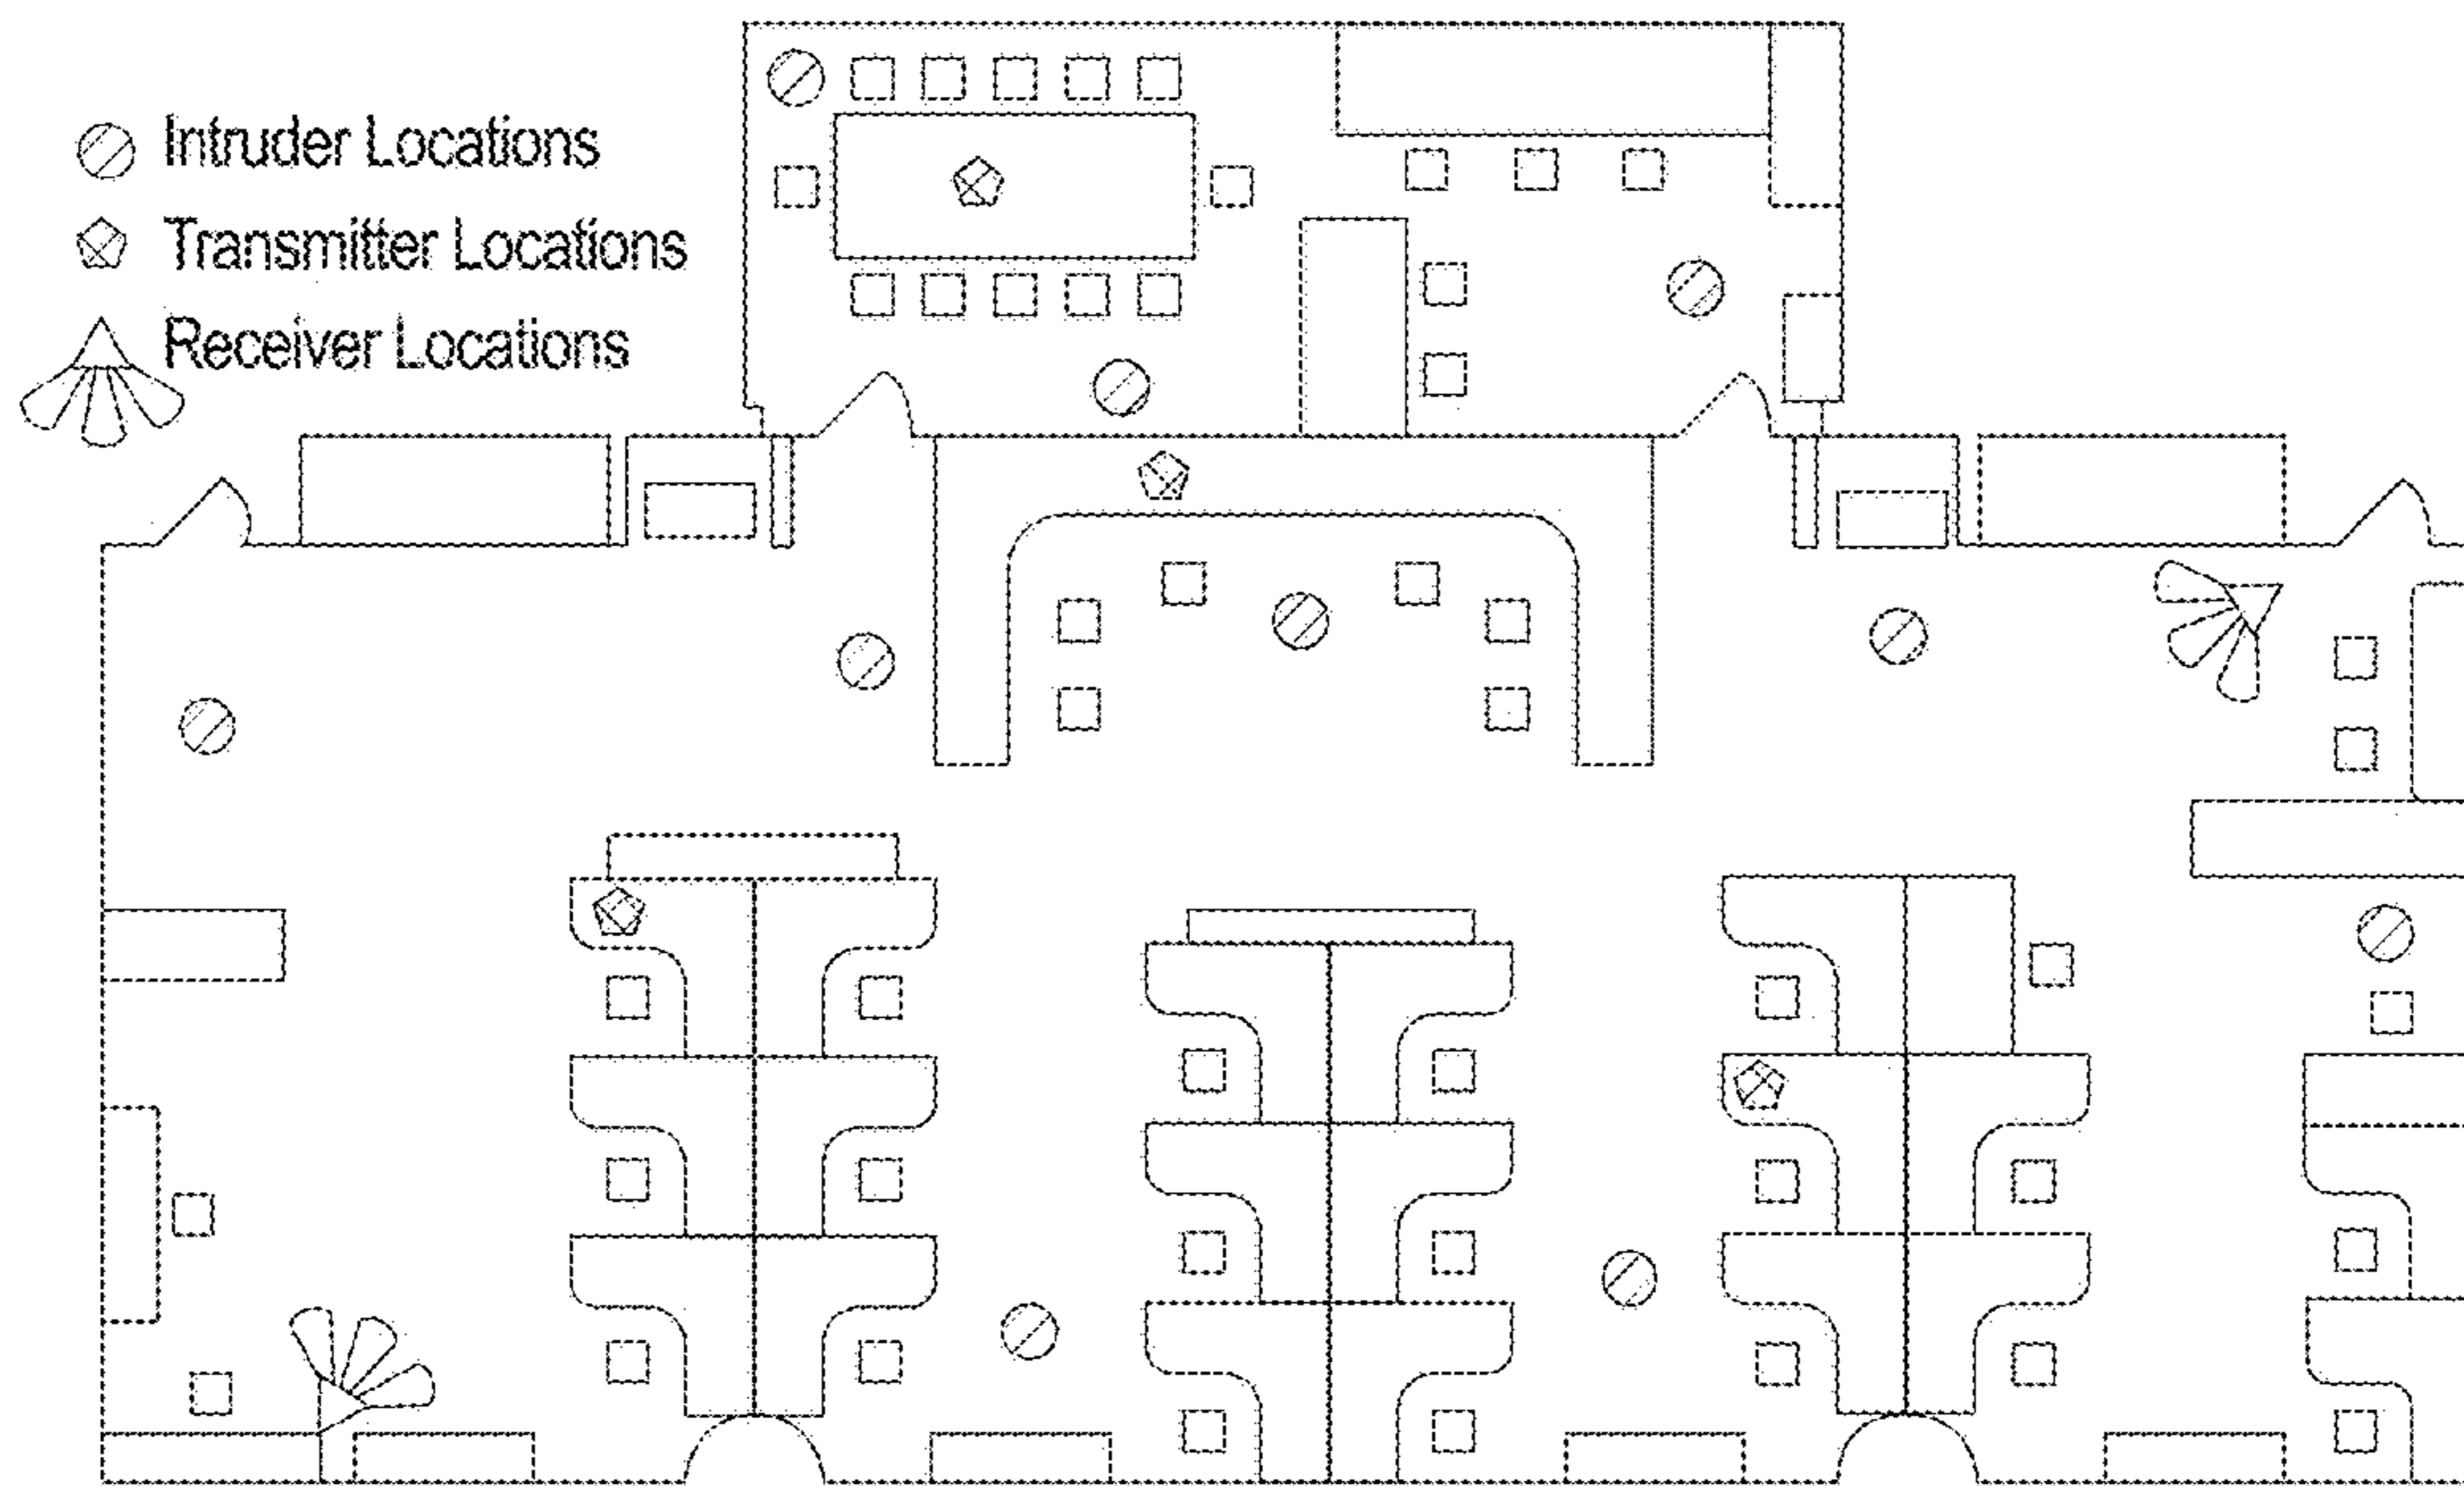 Intruder Locations
Transmitter Locations
Receiver Locations